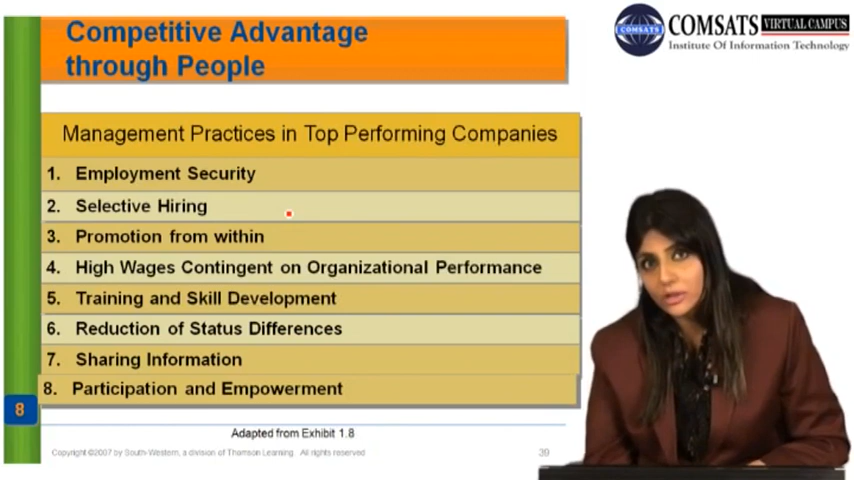 Competitive Advantage
through People
COMSATS
COMSATS
VIRTUAL CAMPUS
Institute Of Information Technology
Management Practices in Top Performing Companies
1. Employment Security
2. Selective Hiring
3. Promotion from within
4. High Wages Contingent on Organizational Performance
5. Training and Skill Development
6. Reduction of Status Differences
7. Sharing Information
8. Participation and Empowerment
8
Adapted from Exhibit 1.8
Copyright ©2007 by South-Western, a division of Thomson Learning. All rights reserved
39